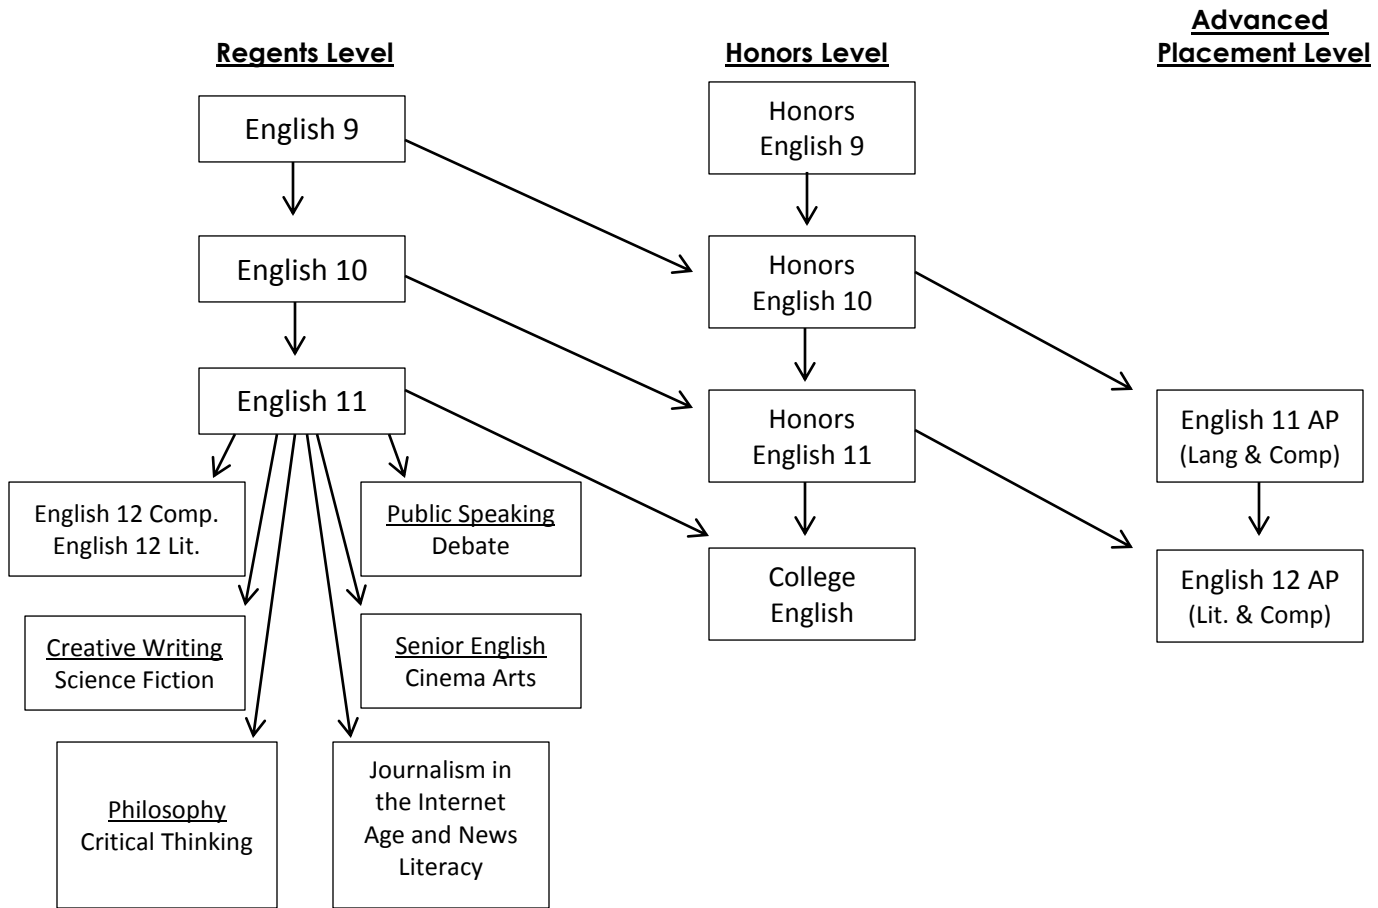 Regents Level
Honors Level
Advanced
Placement Level
English 9
Honors
English 9
English 10
Honors
English 10
English 11
Honors
English 11
English 11 AP
(Lang & Comp)
English 12 Comp.
English 12 Lit.
Public Speaking
Debate
College
English
English 12 AP
(Lit. & Comp)
Creative Writing
Science Fiction
Senior English
Cinema Arts
Philosophy
Critical Thinking
Journalism in
the Internet
Age and News
Literacy